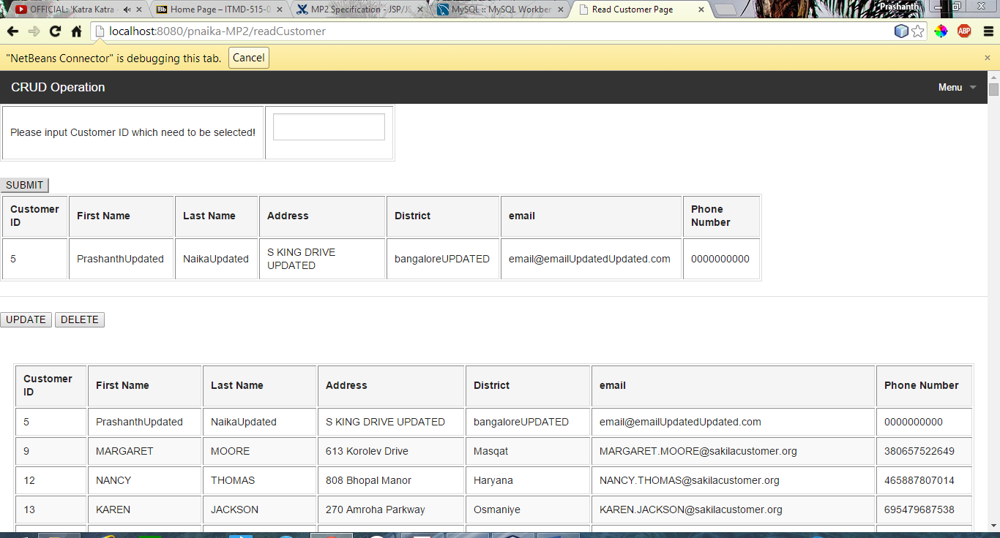 OFFICIAL: 'Katra Katra -
Bb Home Page – ITMD-515-0
MP2 Specification - JSP/JS
MySQL :: MySQL Workben
Read Customer Page
Prashanth
localhost:8080/pnaika-MP2/readCustomer
ABP
"NetBeans Connector" is debugging this tab. Cancel
CRUD Operation Menu
Please input Customer ID which need to be selected!
SUBMIT
Customer ID First Name Last Name Address District email Phone Number
5 PrashanthUpdated NaikaUpdated S KING DRIVE UPDATED bangaloreUPDATED email@emailUpdatedUpdated.com 0000000000
UPDATE DELETE
Customer ID First Name Last Name Address District email Phone Number
5 PrashanthUpdated NaikaUpdated S KING DRIVE UPDATED bangaloreUPDATED email@emailUpdatedUpdated.com 0000000000
9 MARGARET MOORE 613 Korolev Drive Masqat MARGARET.MOORE@sakilacustomer.org 380657522649
12 NANCY THOMAS 808 Bhopal Manor Haryana NANCY.THOMAS@sakilacustomer.org 465887807014
13 KAREN JACKSON 270 Amroha Parkway Osmaniye KAREN.JACKSON@sakilacustomer.org 695479687538